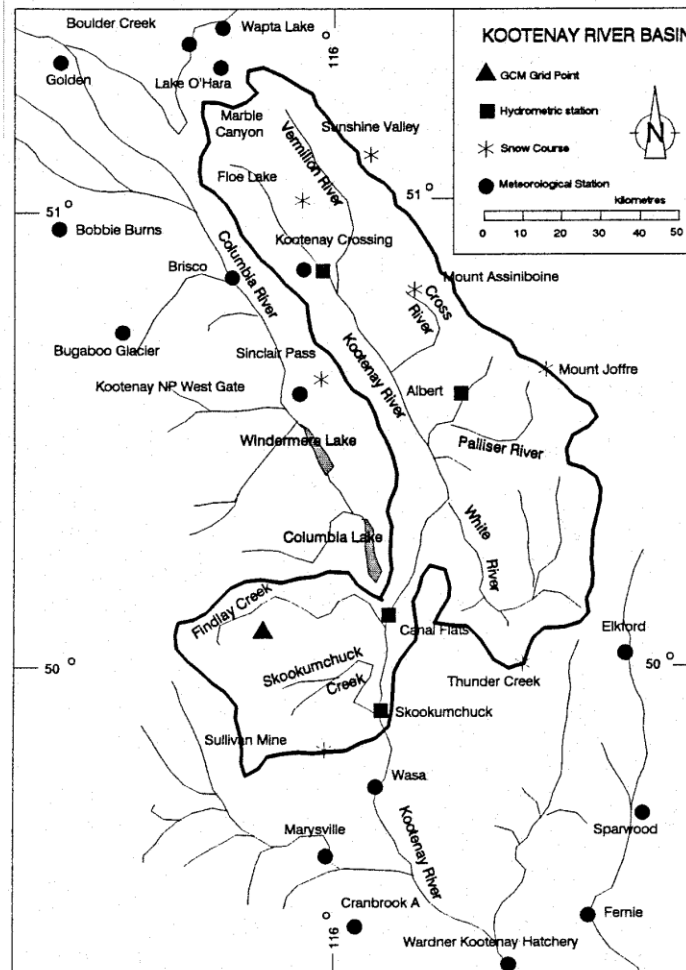 Boulder Creek
Wapta Lake
Golden
Lake O'Hara
116 °
KOOTENAY RIVER BASIN
GCM Grid Point
Hydrometric station
Snow Course
Meteorological Station
N
kilometres
0 10 20 30 40 50
Marble
Canyon
Sunshine Valley
Vermilion River
Floe Lake
51 °
51 °
Bobbie Burns
Kootenay Crossing
Columbia River
Brisco
Mount Assiniboine
Cross
River
Bugaboo Glacier
Sinclair Pass
Kootenay River
Mount Joffre
Kootenay NP West Gate
Albert
Windermere Lake
Palliser River
White
River
Columbia Lake
Findlay Creek
Canal Flats
Elkford
50 °
50 °
Skookumchuck
Creek
Thunder Creek
Skookumchuck
Sullivan Mine
Wasa
Kootenay River
Sparwood
Marysville
Cranbrook A
Fernie
116 °
Wardner Kootenay Hatchery